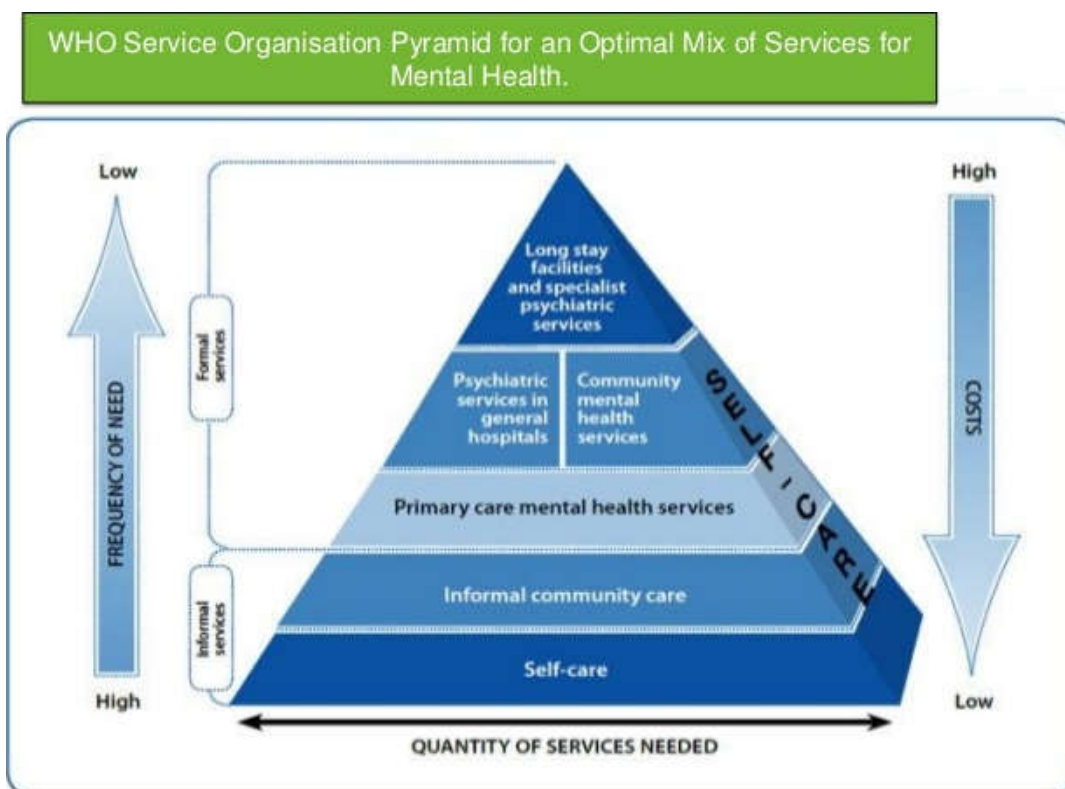 WHO Service Organisation Pyramid for an Optimal Mix of Services for
Mental Health.
Low
High
Long stay
facilities
and specialist
psychiatric
services
Formal
services
Psychiatric
services in
general
hospitals
Community
mental
health
services
SELF-CARE
FREQUENCY OF NEED
COSTS
Primary care mental health services
Informal community care
Informal
services
Self-care
High
Low
QUANTITY OF SERVICES NEEDED